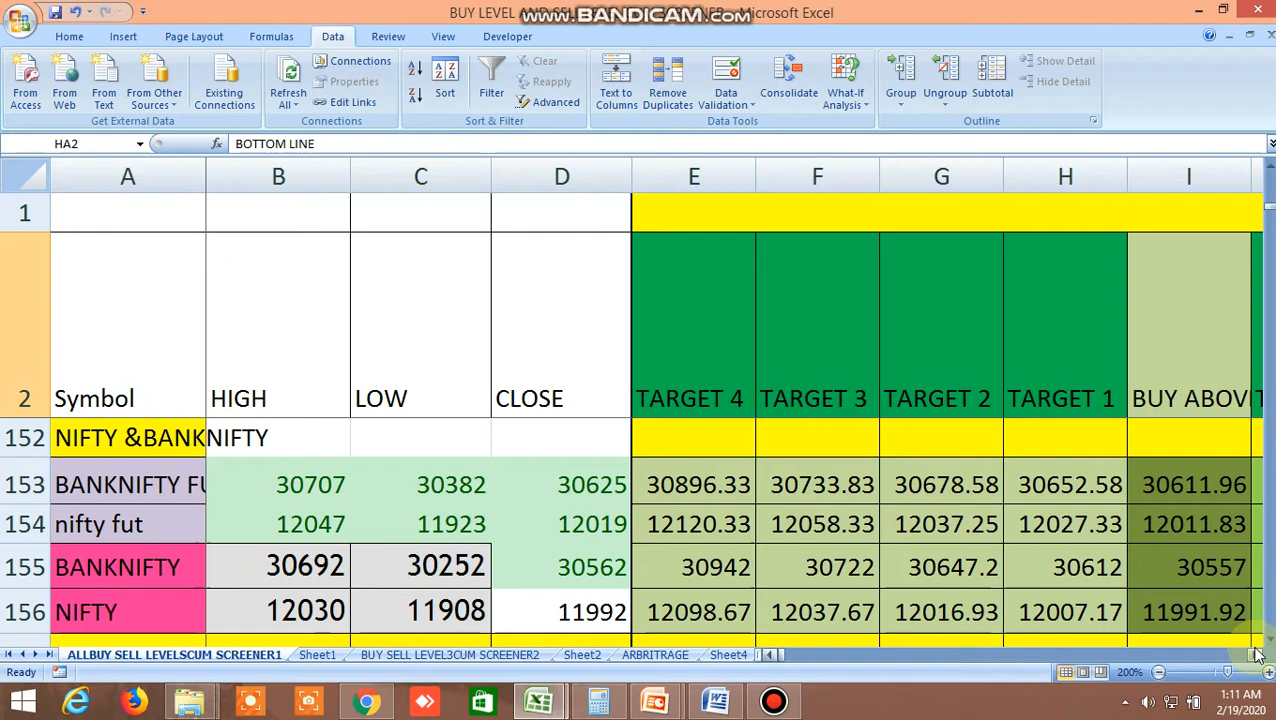 BUY LEVEL AND SEL
www.BANDICAM.com
Microsoft Excel
Home Insert Page Layout Formulas Data Review View Developer
From Access
From Web
From Text
From Other Sources
Existing Connections
Get External Data
Refresh All
Connections
Properties
Edit Links
Connections
Sort
Filter
Clear
Reapply
Advanced
Sort & Filter
Text to Columns
Remove Duplicates
Data Validation
Consolidate
What-If Analysis
Data Tools
Group
Ungroup
Subtotal
Show Detail
Hide Detail
Outline
HA2 fx BOTTOM LINE
A B C D E F G H I
1
2 Symbol HIGH LOW CLOSE TARGET 4 TARGET 3 TARGET 2 TARGET 1 BUY ABOV
152 NIFTY &BANKNIFTY
153 BANKNIFTY FU 30707 30382 30625 30896.33 30733.83 30678.58 30652.58 30611.96
154 nifty fut 12047 11923 12019 12120.33 12058.33 12037.25 12027.33 12011.83
155 BANKNIFTY 30692 30252 30562 30942 30722 30647.2 30612 30557
156 NIFTY 12030 11908 11992 12098.67 12037.67 12016.93 12007.17 11991.92
ALLBUY SELL LEVELSCUM SCREENER1 Sheet1 BUY SELL LEVEL3CUM SCREENER2 Sheet2 ARBRITRAGE Sheet4
Ready 200%
1:11 AM
2/19/2020